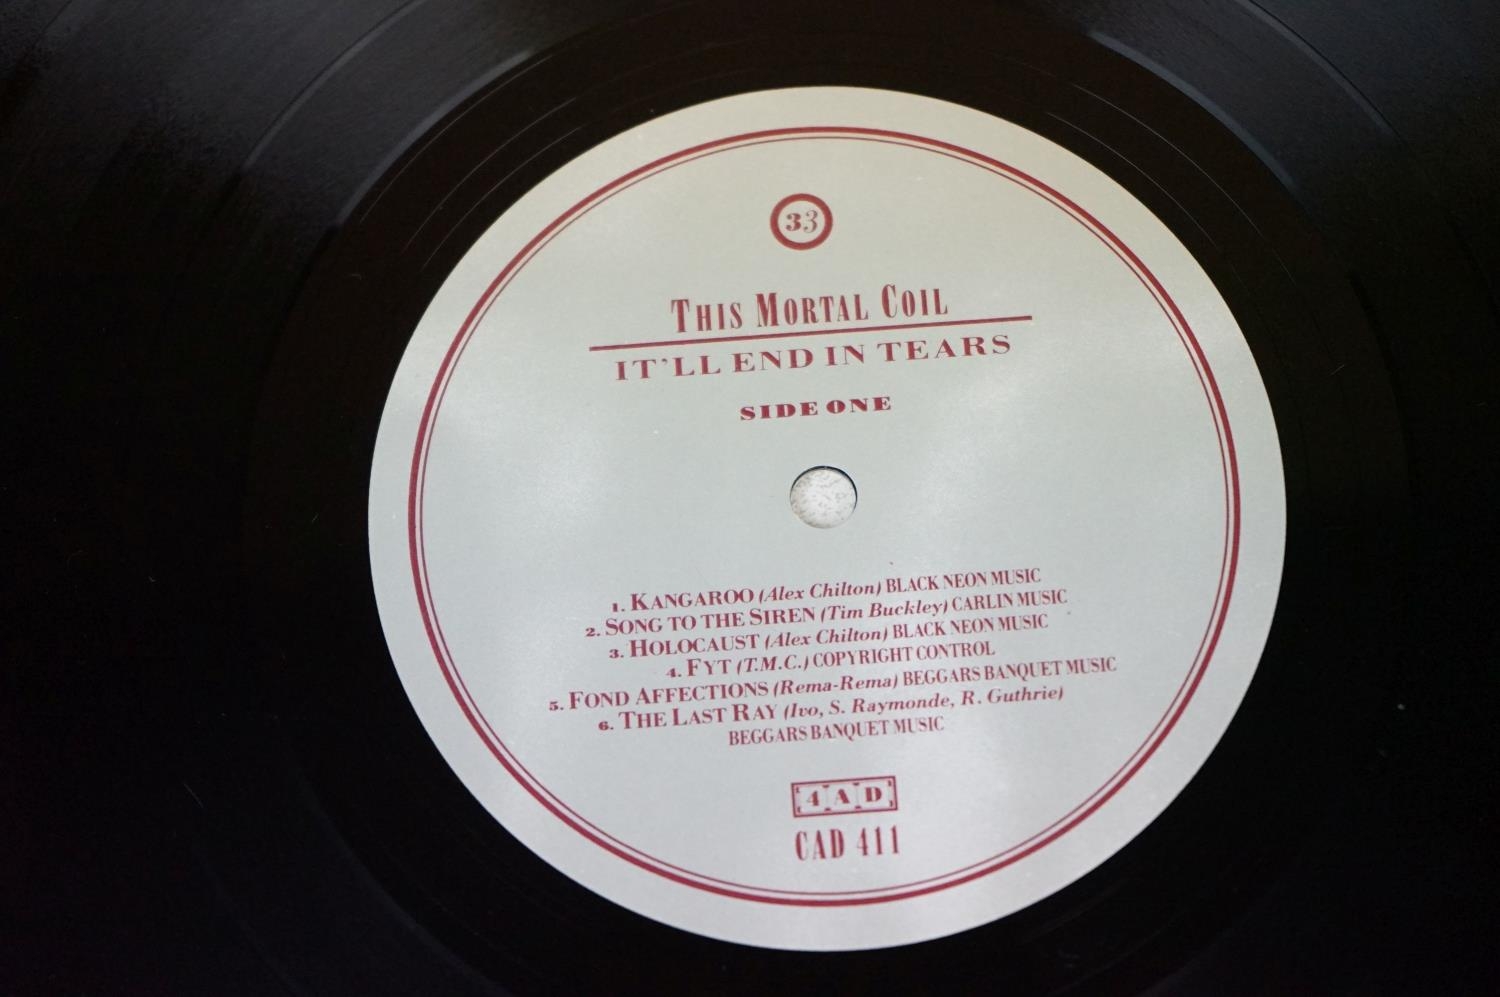 33
THIS MORTAL COIL
IT'LL END IN TEARS
SIDE ONE
1. KANGAROO (Alex Chilton) BLACK NEON MUSIC
2. SONG TO THE SIREN (Tim Buckley) CARLIN MUSIC
3. HOLOCAUST (Alex Chilton) BLACK NEON MUSIC
4. FYT (T.M.C.) COPYRIGHT CONTROL
5. FOND AFFECTIONS (Rema-Rema) BEGGARS BANQUET MUSIC
6. THE LAST RAY (Ivo, S. Raymonde, R. Guthrie)
BEGGARS BANQUET MUSIC
4AD
CAD 411